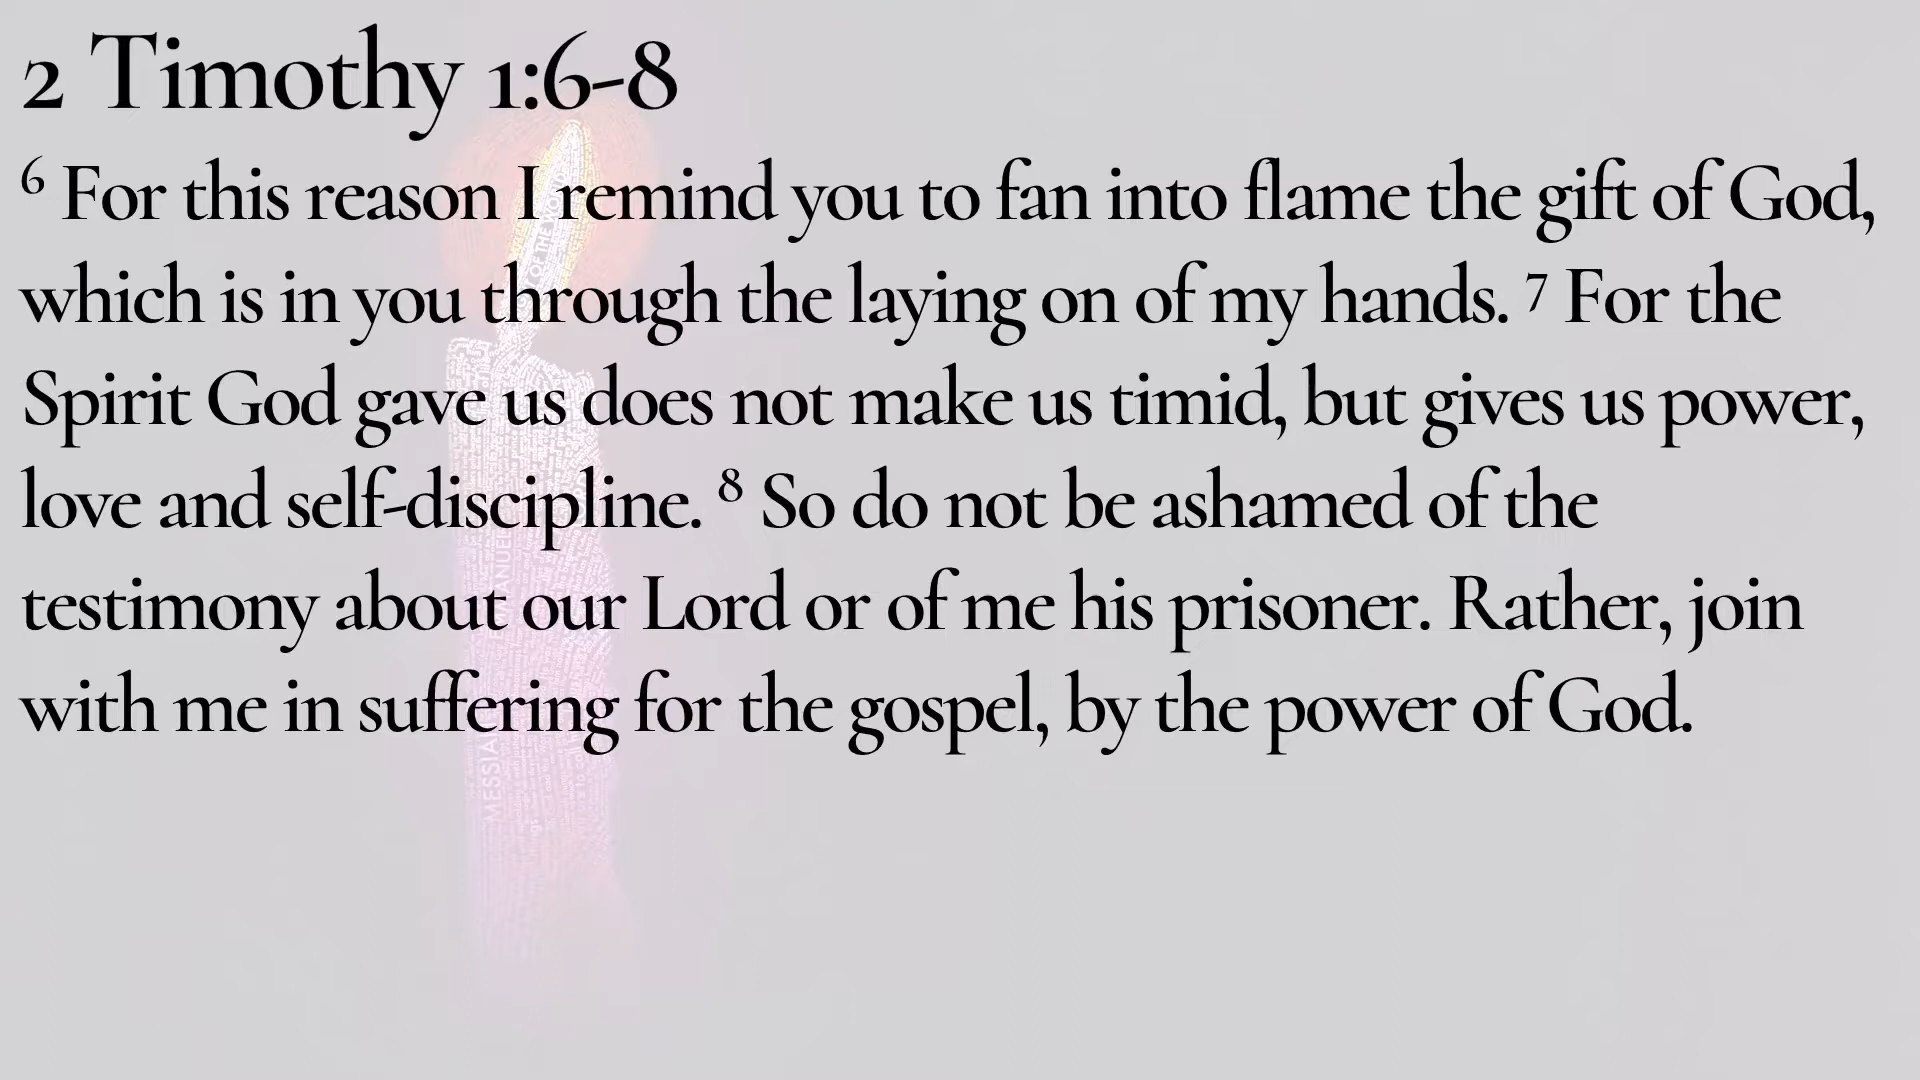 2 Timothy 1:6-8
⁶ For this reason I remind you to fan into flame the gift of God,
which is in you through the laying on of my hands. ⁷ For the
Spirit God gave us does not make us timid, but gives us power,
love and self-discipline. ⁸ So do not be ashamed of the
testimony about our Lord or of me his prisoner. Rather, join
with me in suffering for the gospel, by the power of God.
OF THE WORLD
MESSIAH